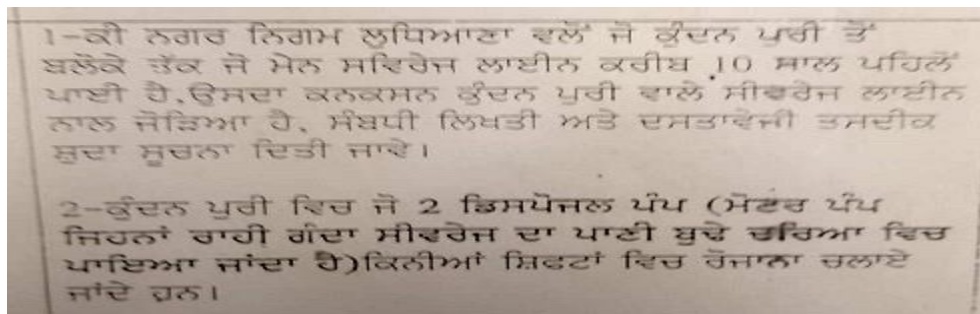 1-ਕੀ ਨਗਰ ਨਿਗਮ ਲੁਧਿਆਣਾ ਵਲੋਂ ਜੋ ਕੁੰਦਨ ਪੁਰੀ ਤੋਂ
ਬਲੋਕੇ ਤੱਕ ਜੋ ਮੇਨ ਸਵਿਰੇਜ ਲਾਈਨ ਕਰੀਬ 10 ਸਾਲ ਪਹਿਲੋਂ
ਪਾਈ ਹੈ,ਉਸਦਾ ਕਨਕਸਨ ਕੁੰਦਨ ਪੁਰੀ ਵਾਲੇ ਸੀਵਰੇਜ ਲਾਈਨ
ਨਾਲ ਜੋੜਿਆ ਹੈ, ਸੰਬਧੀ ਲਿਖਤੀ ਅਤੇ ਦਸਤਾਵੇਜੀ ਤਸਦੀਕ
ਸੁਦਾ ਸੂਚਨਾ ਦਿਤੀ ਜਾਵੇ।
2-ਕੁੰਦਨ ਪੁਰੀ ਵਿਚ ਜੋ 2 ਡਿਸਪੋਜਲ ਪੰਪ (ਮੋਟਰ ਪੰਪ
ਜਿਹਨਾਂ ਰਾਹੀ ਗੰਦਾ ਸੀਵਰੇਜ ਦਾ ਪਾਣੀ ਬੁਢੇ ਦਰਿਆ ਵਿਚ
ਪਾਇਆ ਜਾਂਦਾ ਹੈ)ਕਿਨੀਆਂ ਸ਼ਿਫਟਾਂ ਵਿਚ ਰੋਜਾਨਾ ਚਲਾਏ
ਜਾਂਦੇ ਹਨ।